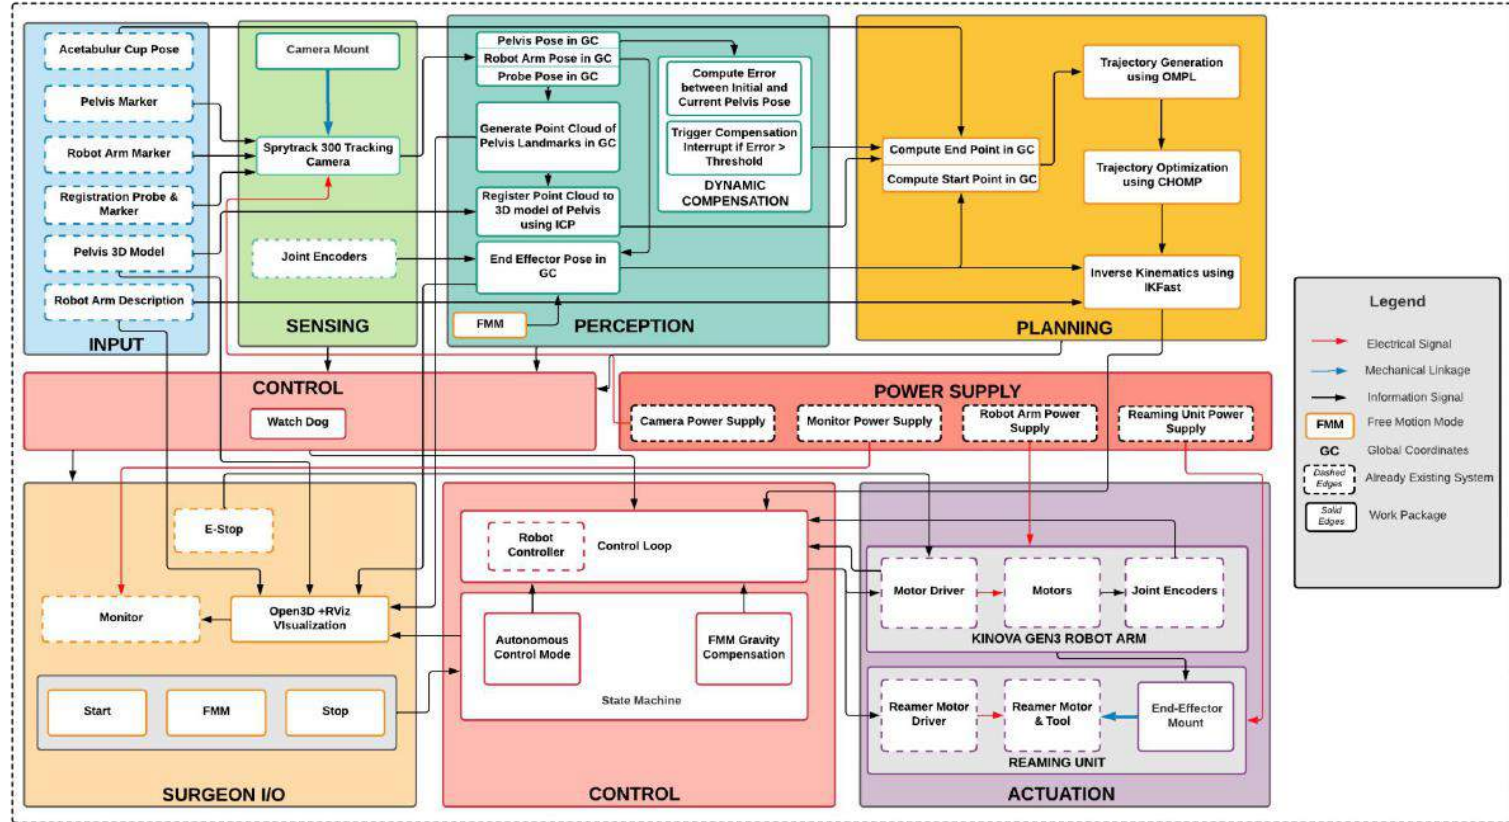 Acetabulur Cup Pose
Pelvis Marker
Robot Arm Marker
Registration Probe &
Marker
Pelvis 3D Model
Robot Arm Description
INPUT
Camera Mount
Sprytrack 300 Tracking
Camera
Joint Encoders
SENSING
Pelvis Pose in GC
Robot Arm Pose in GC
Probe Pose in GC
Generate Point Cloud of
Pelvis Landmarks in GC
Register Point Cloud to
3D model of Pelvis
using ICP
End Effector Pose in
GC
FMM
PERCEPTION
Compute Error
between Initial and
Current Pelvis Pose
Trigger Compensation
Interrupt if Error >
Threshold
DYNAMIC
COMPENSATION
Compute End Point in GC
Compute Start Point in GC
Trajectory Generation
using OMPL
Trajectory Optimization
using CHOMP
Inverse Kinematics using
IKFast
PLANNING
CONTROL
Watch Dog
POWER SUPPLY
Camera Power Supply
Monitor Power Supply
Robot Arm Power
Supply
Reaming Unit Power
Supply
E-Stop
Monitor
Open3D +RViz
VIsualization
Start
FMM
Stop
SURGEON I/O
Robot
Controller
Control Loop
Autonomous
Control Mode
FMM Gravity
Compensation
State Machine
CONTROL
Motor Driver
Motors
Joint Encoders
KINOVA GEN3 ROBOT ARM
Reamer Motor
Driver
Reamer Motor
& Tool
End-Effector
Mount
REAMING UNIT
ACTUATION
Legend
Electrical Signal
Mechanical Linkage
Information Signal
FMM
Free Motion Mode
GC
Global Coordinates
Dashed
Edges
Already Existing System
Solid
Edges
Work Package